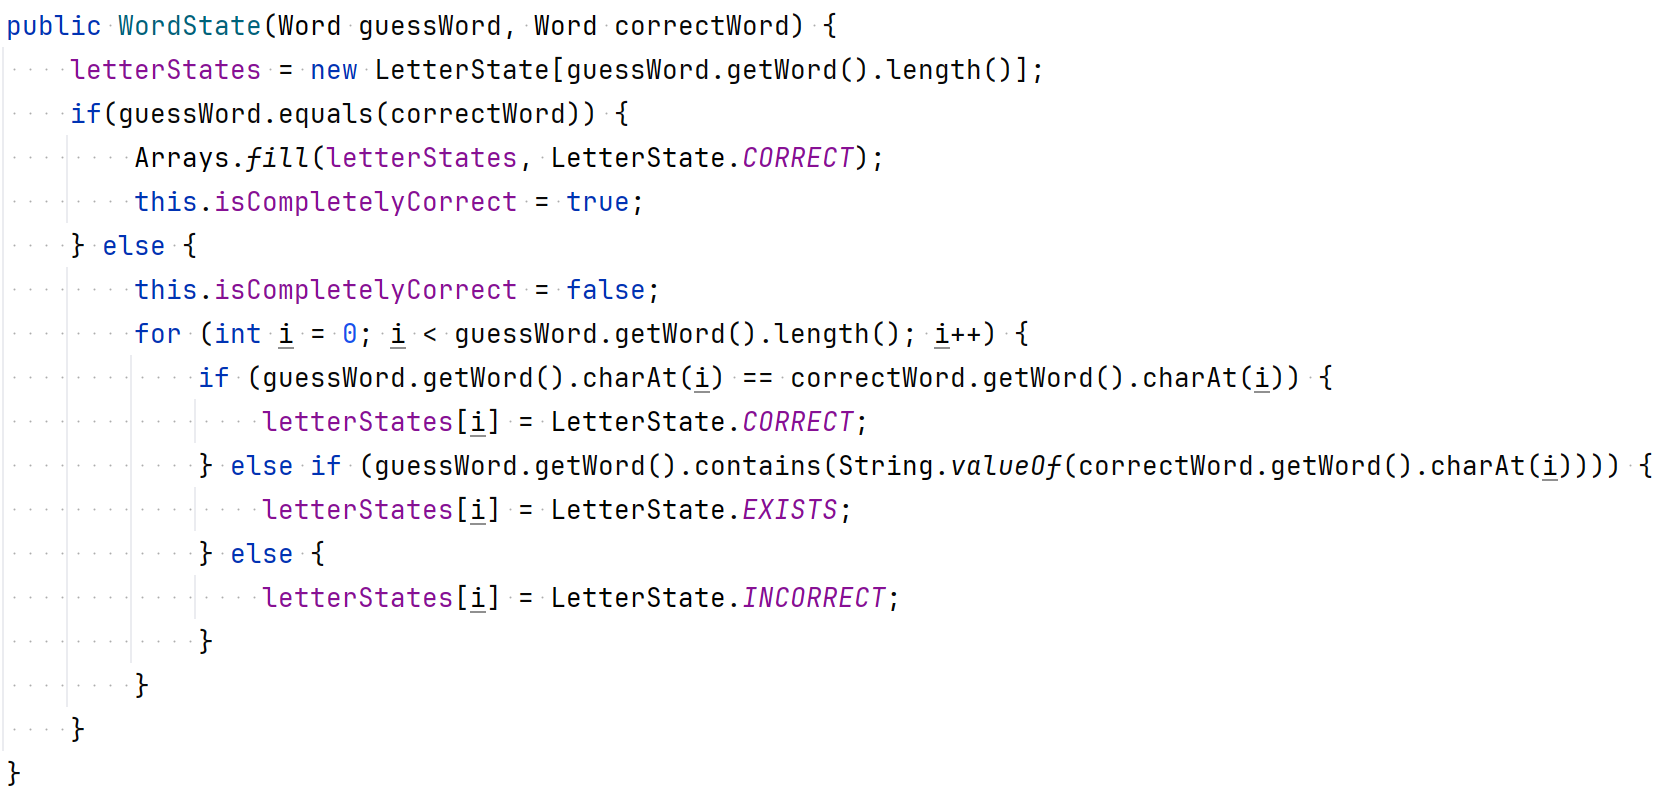 public WordState(Word guessWord, Word correctWord) {
    letterStates = new LetterState[guessWord.getWord().length()];
    if(guessWord.equals(correctWord)) {
        Arrays.fill(letterStates, LetterState.CORRECT);
        this.isCompletelyCorrect = true;
    } else {
        this.isCompletelyCorrect = false;
        for (int i = 0; i < guessWord.getWord().length(); i++) {
            if (guessWord.getWord().charAt(i) == correctWord.getWord().charAt(i)) {
                letterStates[i] = LetterState.CORRECT;
            } else if (guessWord.getWord().contains(String.valueOf(correctWord.getWord().charAt(i)))) {
                letterStates[i] = LetterState.EXISTS;
            } else {
                letterStates[i] = LetterState.INCORRECT;
            }
        }
    }
}